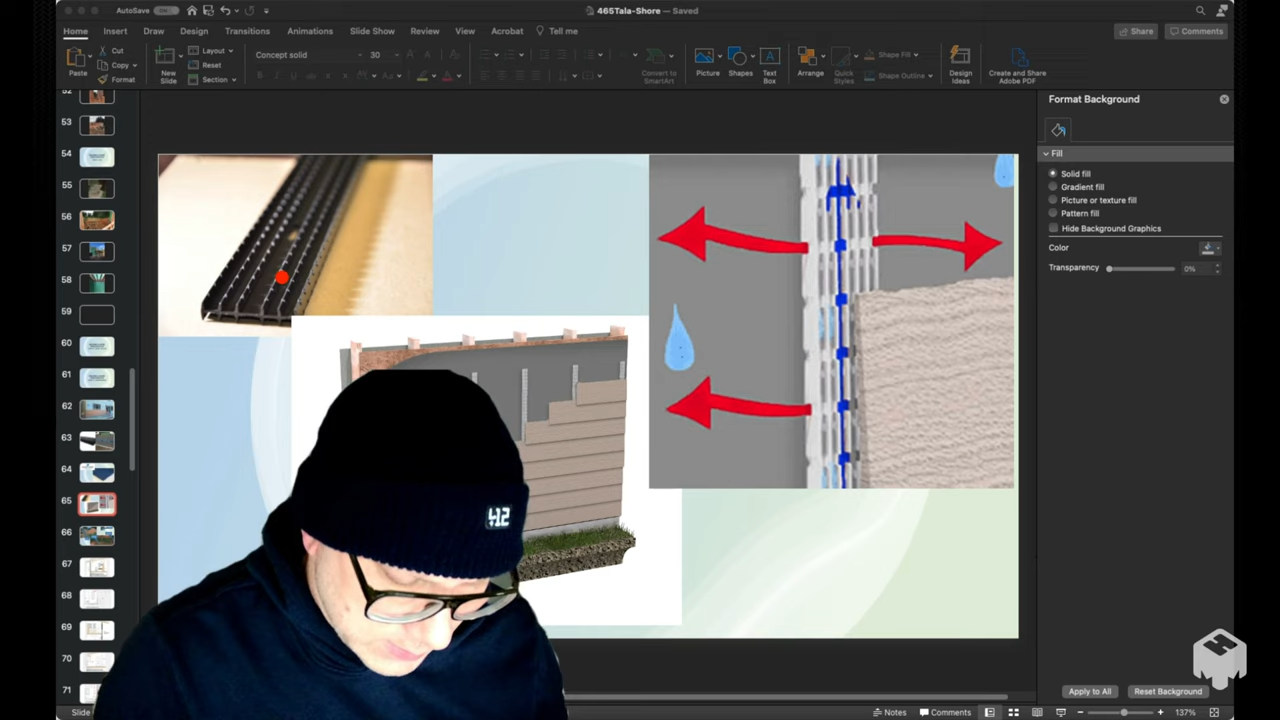 AutoSave
465Tala-Shore — Saved
Home Insert Draw Design Transitions Animations Slide Show Review View Acrobat Tell me
Share Comments
Paste
Cut
Copy
Format
New Slide
Layout
Reset
Section
Concept solid 30
Convert to SmartArt
Picture
Shapes
Text Box
Arrange
Quick Styles
Shape Fill
Shape Outline
Design Ideas
Create and Share Adobe PDF
52
53
54
55
56
57
58
59
60
61
62
63
64
65
66
67
68
69
70
71
Format Background
Fill
Solid fill
Gradient fill
Picture or texture fill
Pattern fill
Hide Background Graphics
Color
Transparency 0%
Apply to All Reset Background
412
Slide
Notes Comments 137%